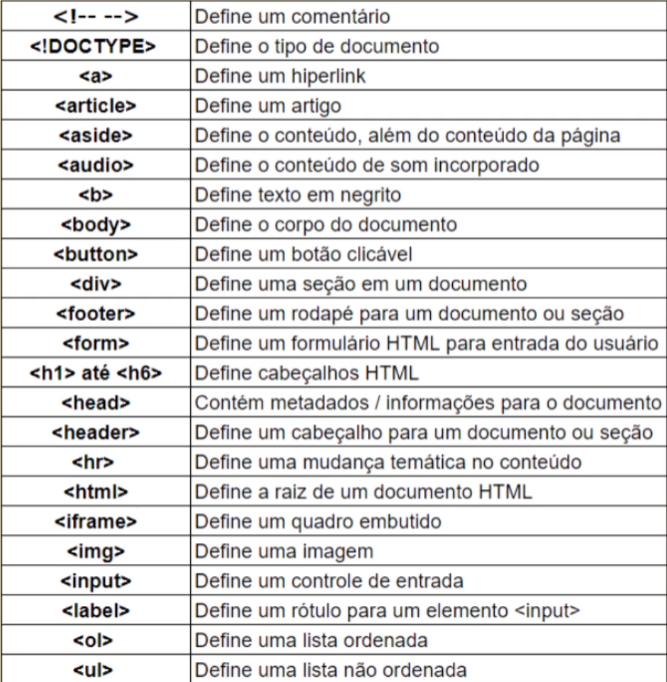 <!-- --> Define um comentário
<!DOCTYPE> Define o tipo de documento
<a> Define um hiperlink
<article> Define um artigo
<aside> Define o conteúdo, além do conteúdo da página
<audio> Define o conteúdo de som incorporado
<b> Define texto em negrito
<body> Define o corpo do documento
<button> Define um botão clicável
<div> Define uma seção em um documento
<footer> Define um rodapé para um documento ou seção
<form> Define um formulário HTML para entrada do usuário
<h1> até <h6> Define cabeçalhos HTML
<head> Contém metadados / informações para o documento
<header> Define um cabeçalho para um documento ou seção
<hr> Define uma mudança temática no conteúdo
<html> Define a raiz de um documento HTML
<iframe> Define um quadro embutido
<img> Define uma imagem
<input> Define um controle de entrada
<label> Define um rótulo para um elemento <input>
<ol> Define uma lista ordenada
<ul> Define uma lista não ordenada